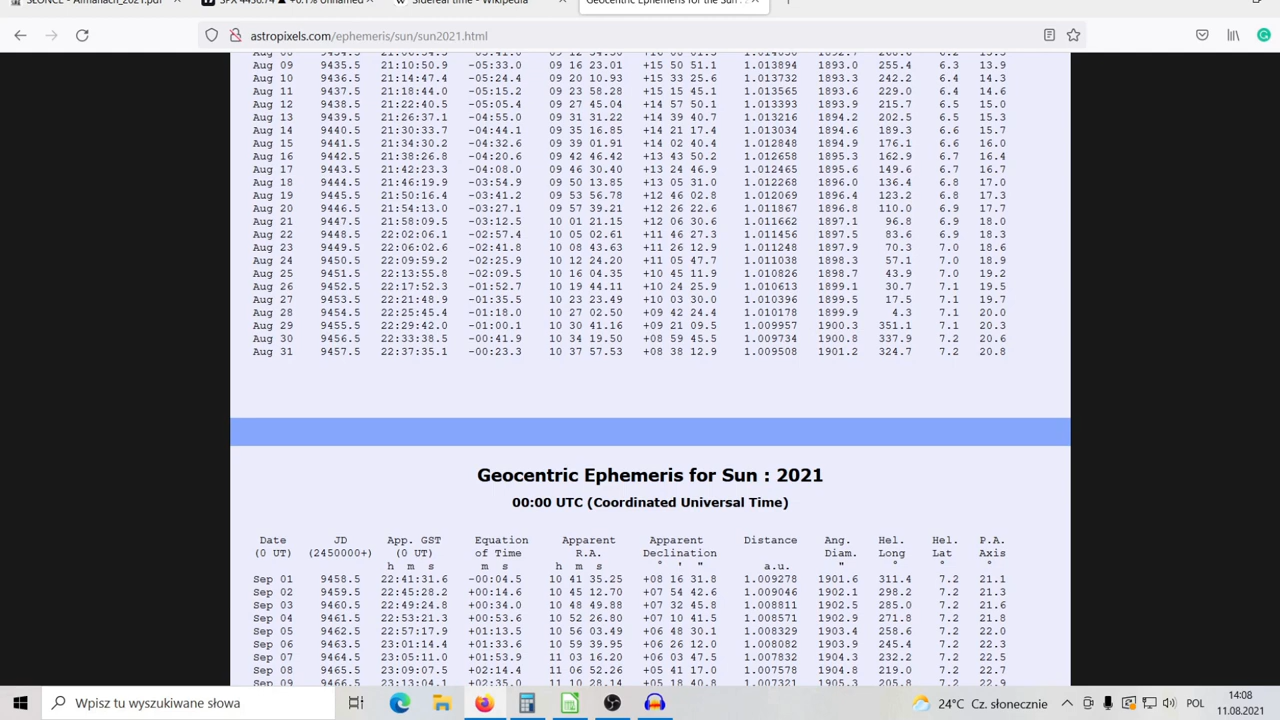 SŁOŃCE - Almanach_2021.pdf
SPX 4436.74 ▲ +0.1% Unnamed
Sidereal time - Wikipedia
Geocentric Ephemeris for the Sun :
astropixels.com/ephemeris/sun/sun2021.html
Aug 09 9435.5 21:10:50.9 -05:33.0 09 16 23.01 +15 50 51.1 1.013894 1893.0 255.4 6.3 13.9
Aug 10 9436.5 21:14:47.4 -05:24.4 09 20 10.93 +15 33 25.6 1.013732 1893.3 242.2 6.4 14.3
Aug 11 9437.5 21:18:44.0 -05:15.2 09 23 58.28 +15 15 45.1 1.013565 1893.6 229.0 6.4 14.6
Aug 12 9438.5 21:22:40.5 -05:05.4 09 27 45.04 +14 57 50.1 1.013393 1893.9 215.7 6.5 15.0
Aug 13 9439.5 21:26:37.1 -04:55.0 09 31 31.22 +14 39 40.7 1.013216 1894.2 202.5 6.5 15.3
Aug 14 9440.5 21:30:33.7 -04:44.1 09 35 16.85 +14 21 17.4 1.013034 1894.6 189.3 6.6 15.7
Aug 15 9441.5 21:34:30.2 -04:32.6 09 39 01.91 +14 02 40.4 1.012848 1894.9 176.1 6.6 16.0
Aug 16 9442.5 21:38:26.8 -04:20.6 09 42 46.42 +13 43 50.2 1.012658 1895.3 162.9 6.7 16.4
Aug 17 9443.5 21:42:23.3 -04:08.0 09 46 30.40 +13 24 46.9 1.012465 1895.6 149.6 6.7 16.7
Aug 18 9444.5 21:46:19.9 -03:54.9 09 50 13.85 +13 05 31.0 1.012268 1896.0 136.4 6.8 17.0
Aug 19 9445.5 21:50:16.4 -03:41.2 09 53 56.78 +12 46 02.8 1.012069 1896.4 123.2 6.8 17.3
Aug 20 9446.5 21:54:13.0 -03:27.1 09 57 39.21 +12 26 22.6 1.011867 1896.8 110.0 6.9 17.7
Aug 21 9447.5 21:58:09.5 -03:12.5 10 01 21.15 +12 06 30.6 1.011662 1897.1 96.8 6.9 18.0
Aug 22 9448.5 22:02:06.1 -02:57.4 10 05 02.61 +11 46 27.3 1.011456 1897.5 83.6 6.9 18.3
Aug 23 9449.5 22:06:02.6 -02:41.8 10 08 43.63 +11 26 12.9 1.011248 1897.9 70.3 7.0 18.6
Aug 24 9450.5 22:09:59.2 -02:25.9 10 12 24.20 +11 05 47.7 1.011038 1898.3 57.1 7.0 18.9
Aug 25 9451.5 22:13:55.8 -02:09.5 10 16 04.35 +10 45 11.9 1.010826 1898.7 43.9 7.1 19.2
Aug 26 9452.5 22:17:52.3 -01:52.7 10 19 44.11 +10 24 25.9 1.010613 1899.1 30.7 7.1 19.5
Aug 27 9453.5 22:21:48.9 -01:35.5 10 23 23.49 +10 03 30.0 1.010396 1899.5 17.5 7.1 19.7
Aug 28 9454.5 22:25:45.4 -01:18.0 10 27 02.50 +09 42 24.4 1.010178 1899.9 4.3 7.1 20.0
Aug 29 9455.5 22:29:42.0 -01:00.1 10 30 41.16 +09 21 09.5 1.009957 1900.3 351.1 7.1 20.3
Aug 30 9456.5 22:33:38.5 -00:41.9 10 34 19.50 +08 59 45.5 1.009734 1900.8 337.9 7.2 20.6
Aug 31 9457.5 22:37:35.1 -00:23.3 10 37 57.53 +08 38 12.9 1.009508 1901.2 324.7 7.2 20.8
Geocentric Ephemeris for Sun : 2021
00:00 UTC (Coordinated Universal Time)
Date JD App. GST Equation Apparent Apparent Distance Ang. Hel. Hel. P.A.
(0 UT) (2450000+) (0 UT) of Time R.A. Declination Diam. Long Lat Axis
h m s m s h m s ° ' " a.u. " ° ° °
Sep 01 9458.5 22:41:31.6 -00:04.5 10 41 35.25 +08 16 31.8 1.009278 1901.6 311.4 7.2 21.1
Sep 02 9459.5 22:45:28.2 +00:14.6 10 45 12.70 +07 54 42.6 1.009046 1902.1 298.2 7.2 21.3
Sep 03 9460.5 22:49:24.8 +00:34.0 10 48 49.88 +07 32 45.8 1.008811 1902.5 285.0 7.2 21.6
Sep 04 9461.5 22:53:21.3 +00:53.6 10 52 26.80 +07 10 41.5 1.008571 1902.9 271.8 7.2 21.8
Sep 05 9462.5 22:57:17.9 +01:13.5 10 56 03.49 +06 48 30.1 1.008329 1903.4 258.6 7.2 22.0
Sep 06 9463.5 23:01:14.4 +01:33.6 10 59 39.95 +06 26 12.0 1.008082 1903.9 245.4 7.2 22.3
Sep 07 9464.5 23:05:11.0 +01:53.9 11 03 16.20 +06 03 47.5 1.007832 1904.3 232.2 7.2 22.5
Sep 08 9465.5 23:09:07.5 +02:14.4 11 06 52.26 +05 41 17.0 1.007578 1904.8 219.0 7.2 22.7
Sep 09 9466.5 23:13:04.1 +02:35.0 11 10 28.14 +05 18 40.8 1.007321 1905.3 205.8 7.2 22.9
Wpisz tu wyszukiwane słowa
24°C Cz. słonecznie
POL
14:08
11.08.2021